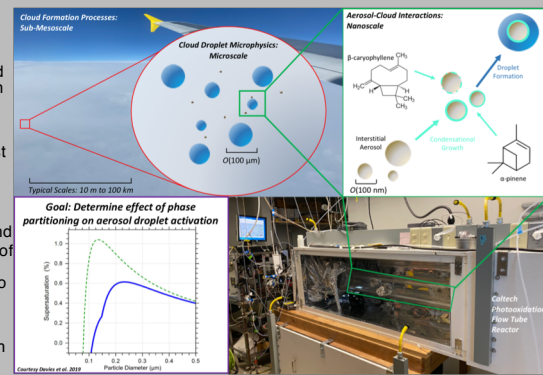 Cloud Formation Processes:
Sub-Mesoscale
Cloud Droplet Microphysics:
Microscale
O(100 μm)
Typical Scales: 10 m to 100 km
Aerosol-Cloud Interactions:
Nanoscale
β-caryophyllene
CH₃
H₂C
H
H
CH₃
CH₃
Droplet
Formation
Interstitial
Aerosol
Condensational
Growth
O(100 nm)
α-pinene
Goal: Determine effect of phase
partitioning on aerosol droplet activation
Supersaturation (%)
1.0
0.8
0.6
0.4
0.2
0.0
0.1
0.2
0.3
0.4
0.5
Particle Diameter (μm)
Courtesy Davies et al. 2019
Caltech
Photooxidation
Flow Tube
Reactor
nd
of